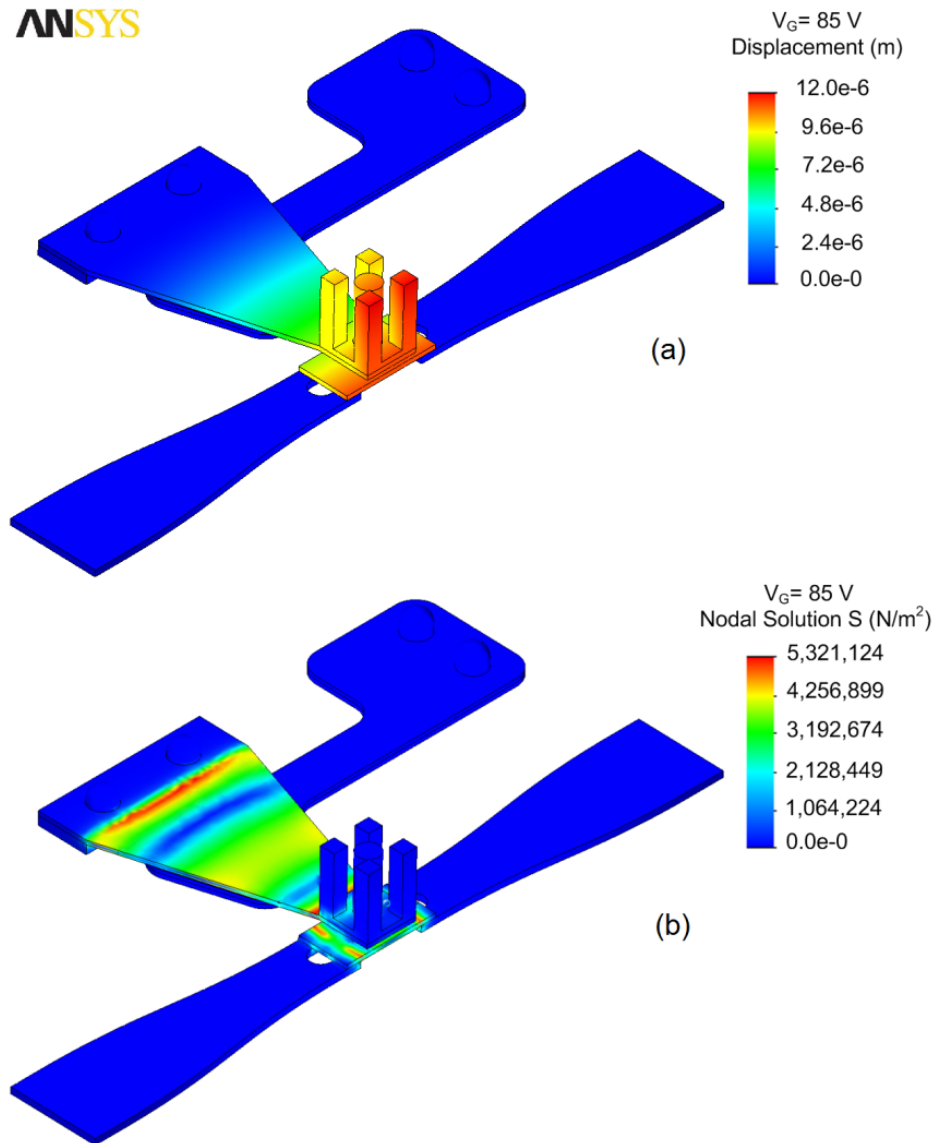 ANSYS
V_G= 85 V
Displacement (m)
12.0e-6
9.6e-6
7.2e-6
4.8e-6
2.4e-6
0.0e-0
(a)
V_G= 85 V
Nodal Solution S (N/m²)
5,321,124
4,256,899
3,192,674
2,128,449
1,064,224
0.0e-0
(b)